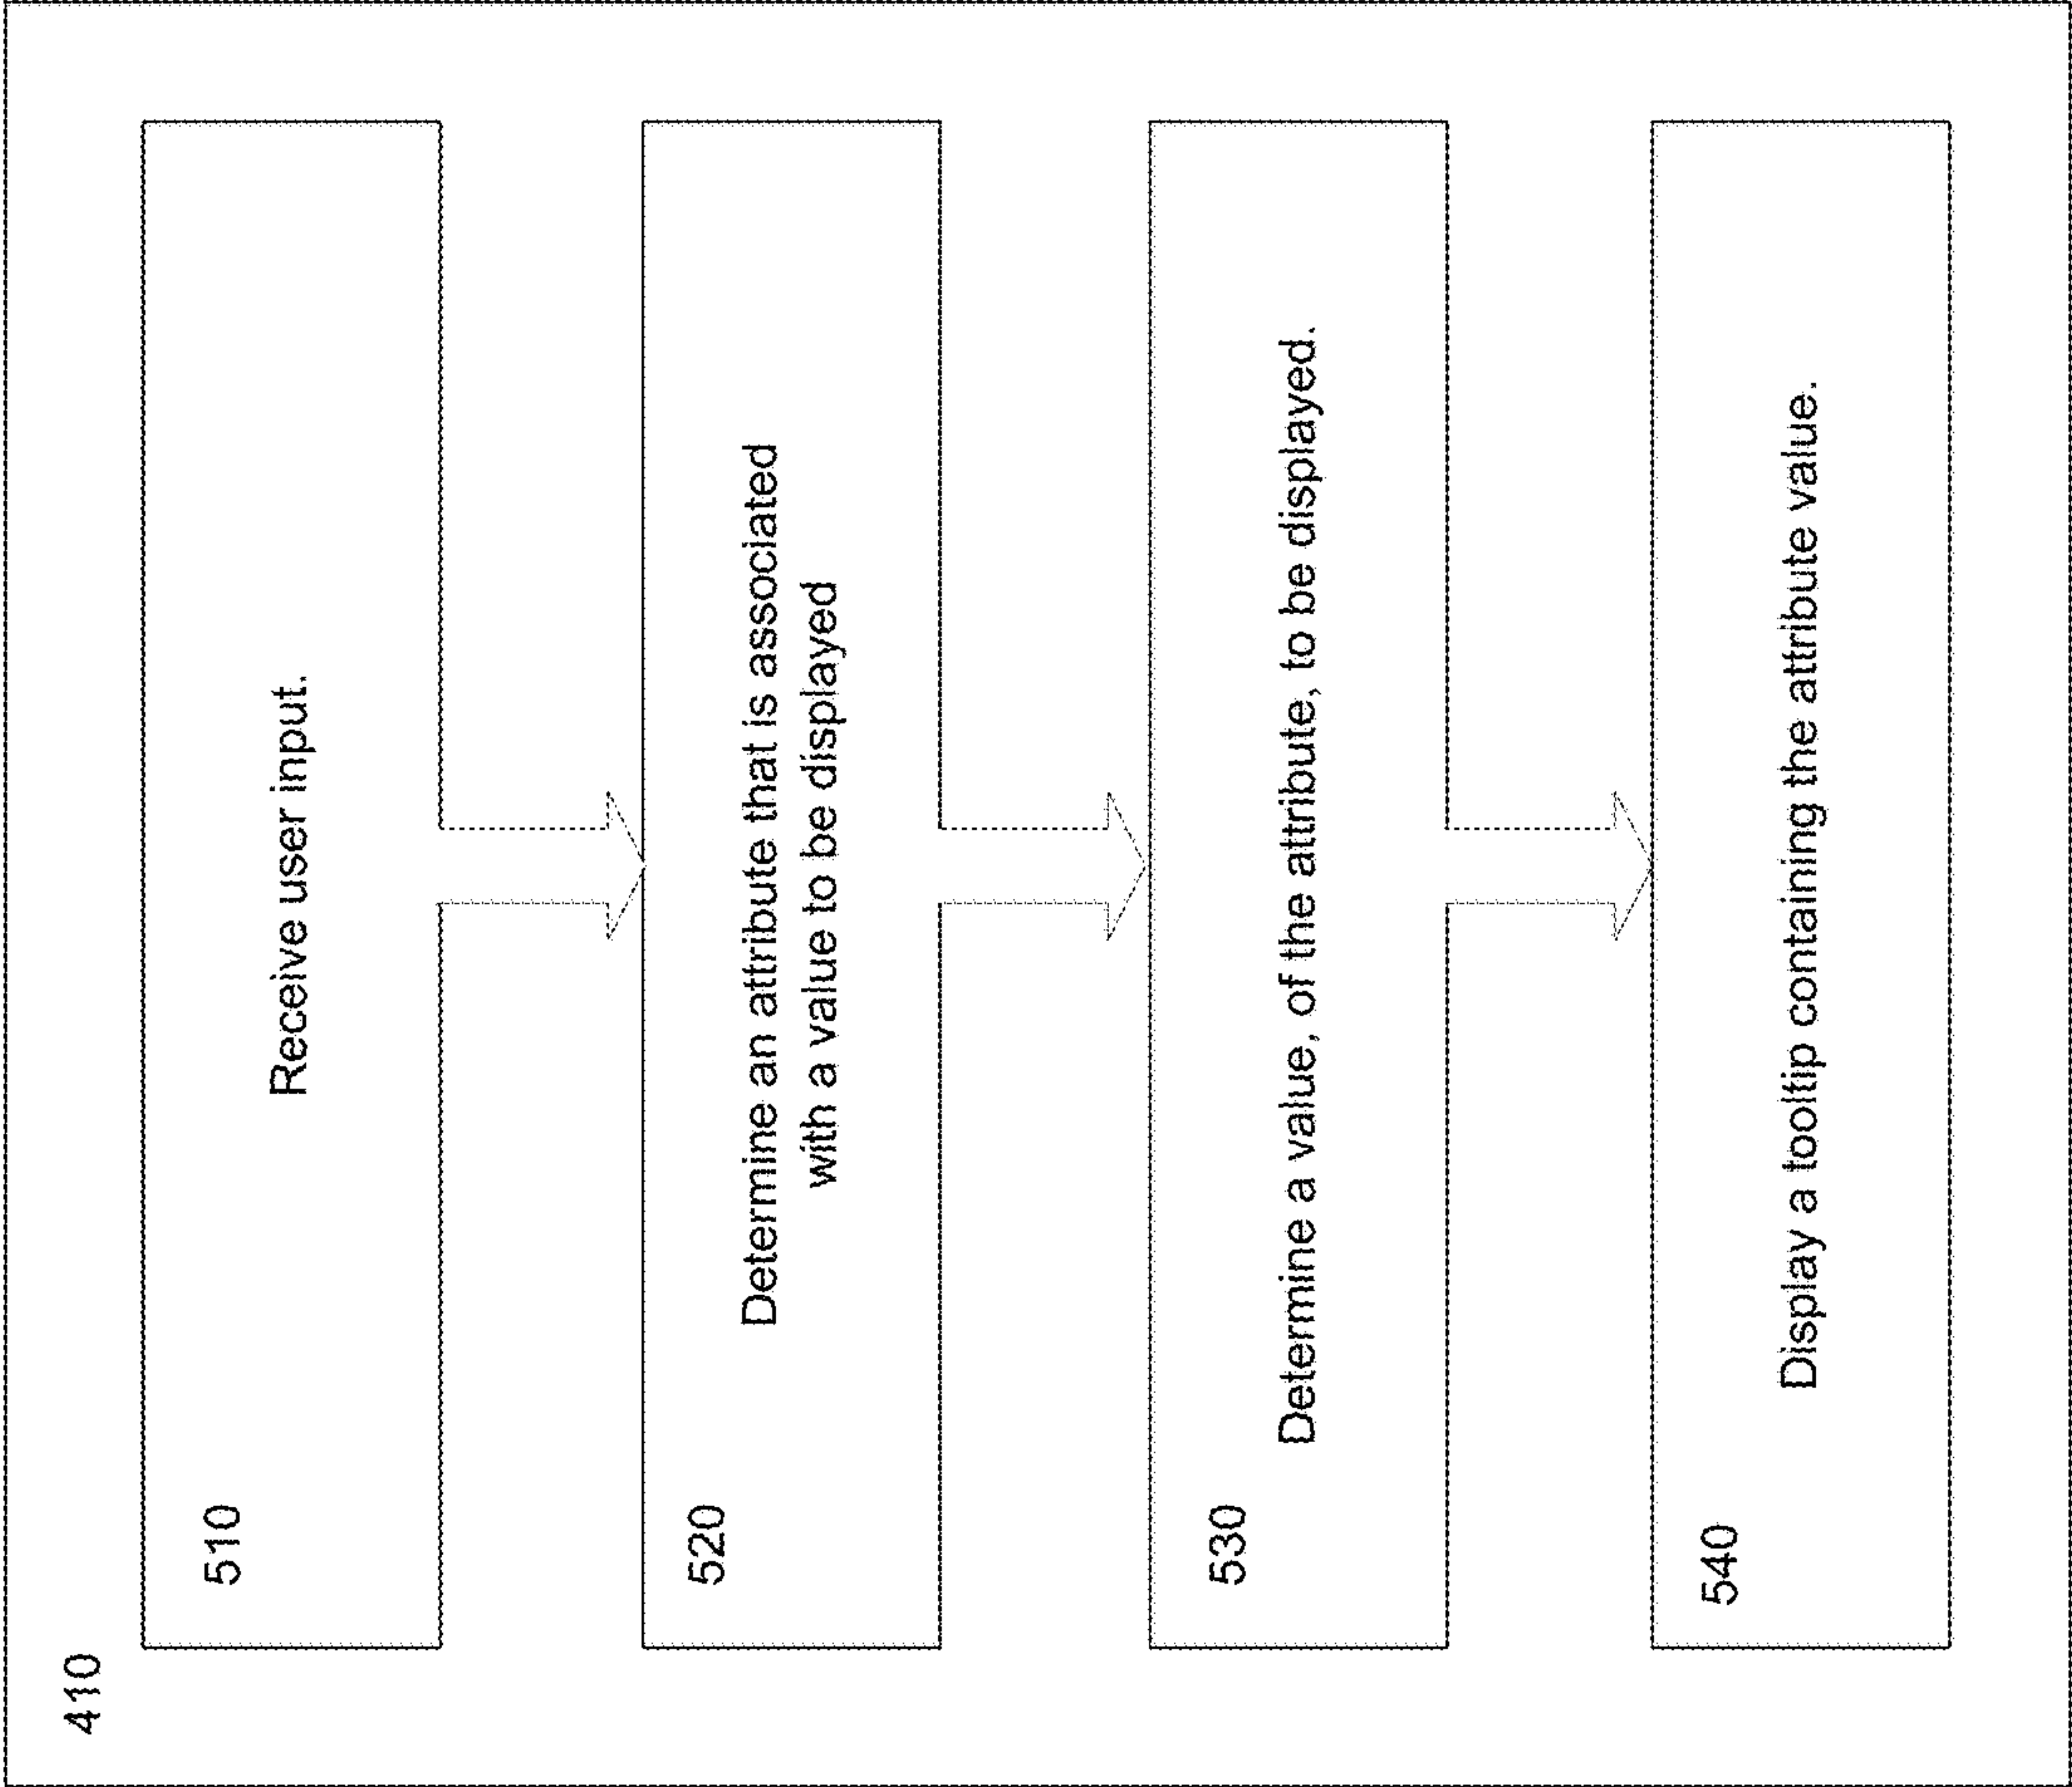 410
510
Receive user input.
520
Determine an attribute that is associated
with a value to be displayed
530
Determine a value, of the attribute, to be displayed.
540
Display a tooltip containing the attribute value.